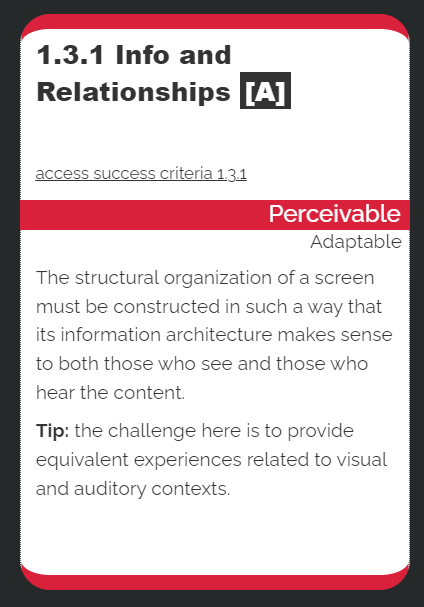 1.3.1 Info and
Relationships [A]
access success criteria 1.3.1
Perceivable
Adaptable
The structural organization of a screen
must be constructed in such a way that
its information architecture makes sense
to both those who see and those who
hear the content.
Tip: the challenge here is to provide
equivalent experiences related to visual
and auditory contexts.